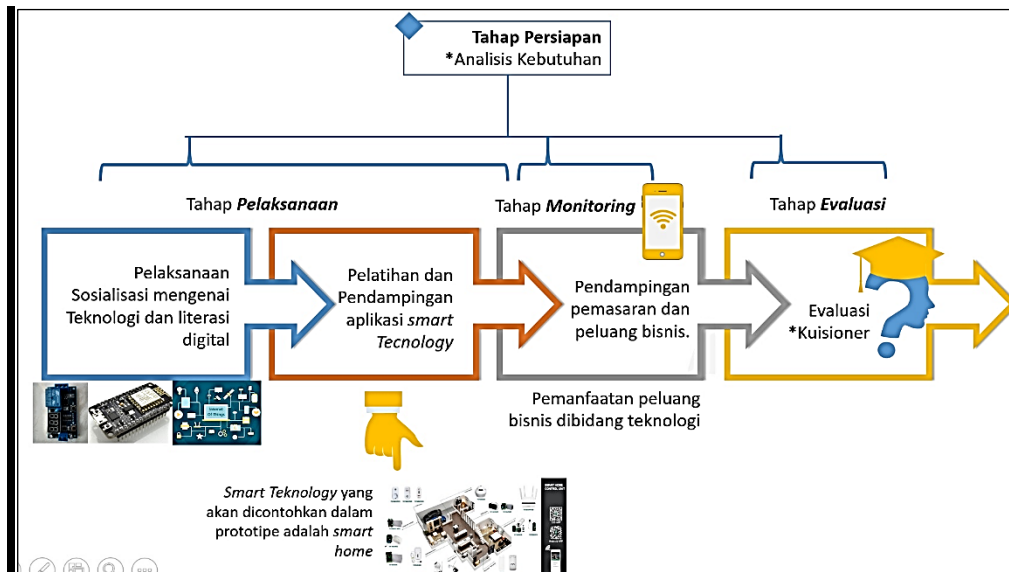 Tahap Persiapan
*Analisis Kebutuhan
Tahap Pelaksanaan
Tahap Monitoring
Tahap Evaluasi
Pelaksanaan
Sosialisasi mengenai
Teknologi dan literasi
digital
Pelatihan dan
Pendampingan
aplikasi smart
Tecnology
Pendampingan
pemasaran dan
peluang bisnis.
Evaluasi
*Kuisioner
Pemanfaatan peluang
bisnis dibidang teknologi
Smart Teknology yang
akan dicontohkan dalam
prototipe adalah smart
home